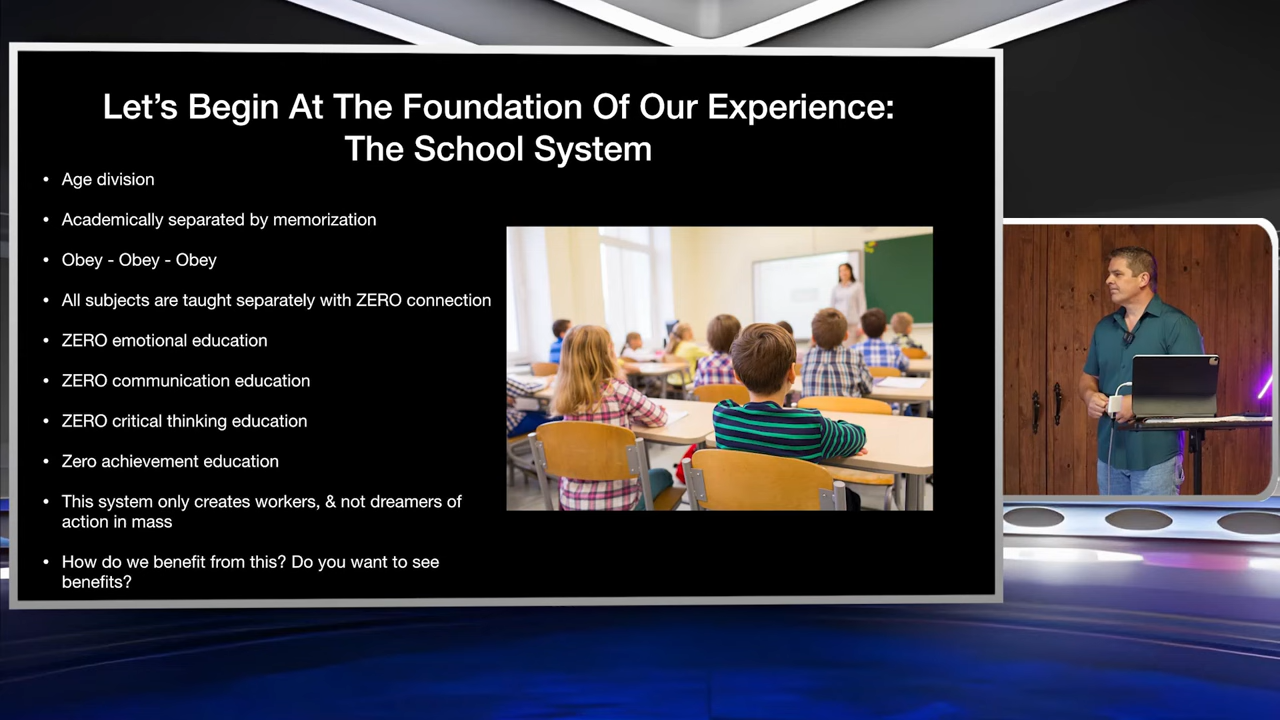 Let's Begin At The Foundation Of Our Experience:
The School System
• Age division
• Academically separated by memorization
• Obey - Obey - Obey
• All subjects are taught separately with ZERO connection
• ZERO emotional education
• ZERO communication education
• ZERO critical thinking education
• Zero achievement education
• This system only creates workers, & not dreamers of
action in mass
• How do we benefit from this? Do you want to see
benefits?